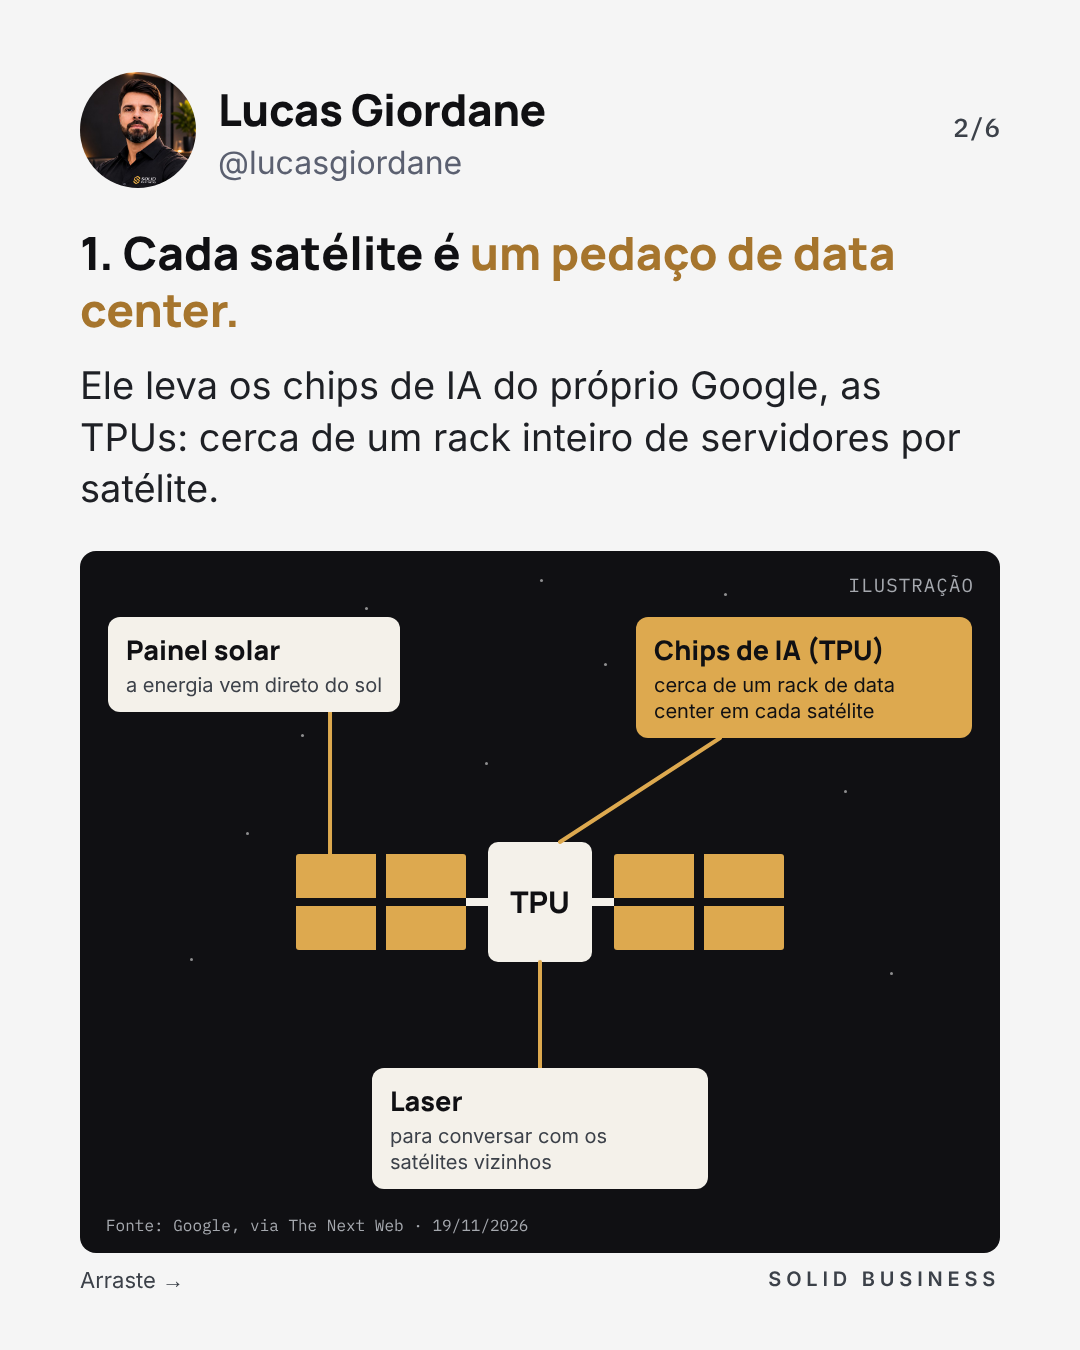 Lucas Giordane
@lucasgiordane
2/6
1. Cada satélite é um pedaço de data
center.
Ele leva os chips de IA do próprio Google, as
TPUs: cerca de um rack inteiro de servidores por
satélite.
ILUSTRAÇÃO
Painel solar
a energia vem direto do sol
Chips de IA (TPU)
cerca de um rack de data
center em cada satélite
TPU
Laser
para conversar com os
satélites vizinhos
Fonte: Google, via The Next Web · 19/11/2026
Arraste →
SOLID BUSINESS